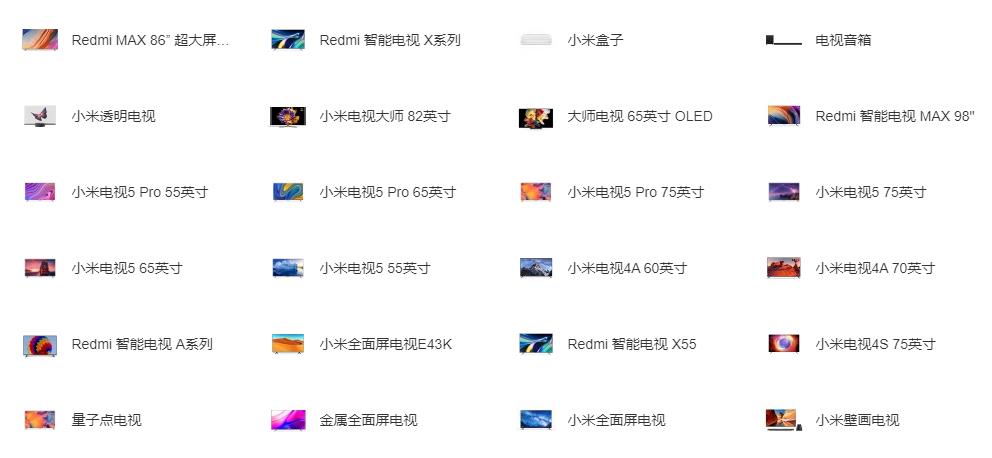 Redmi MAX 86” 超大屏...
Redmi 智能电视 X系列
小米盒子
电视音箱
小米透明电视
小米电视大师 82英寸
大师电视 65英寸 OLED
Redmi 智能电视 MAX 98"
小米电视5 Pro 55英寸
小米电视5 Pro 65英寸
小米电视5 Pro 75英寸
小米电视5 75英寸
小米电视5 65英寸
小米电视5 55英寸
小米电视4A 60英寸
小米电视4A 70英寸
Redmi 智能电视 A系列
小米全面屏电视E43K
Redmi 智能电视 X55
小米电视4S 75英寸
量子点电视
金属全面屏电视
小米全面屏电视
小米壁画电视